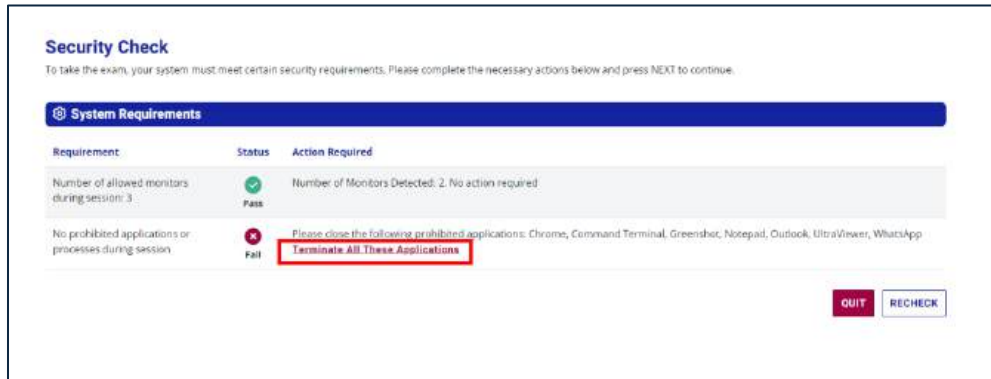 Security Check
To take the exam, your system must meet certain security requirements. Please complete the necessary actions below and press NEXT to continue.
System Requirements
Requirement Status Action Required
Number of allowed monitors during session: 3
Pass
Number of Monitors Detected: 2. No action required
No prohibited applications or processes during session
Fail
Please close the following prohibited applications: Chrome, Command Terminal, Greenshot, Notepad, Outlook, UltraViewer, WhatsApp
Terminate All These Applications
QUIT RECHECK